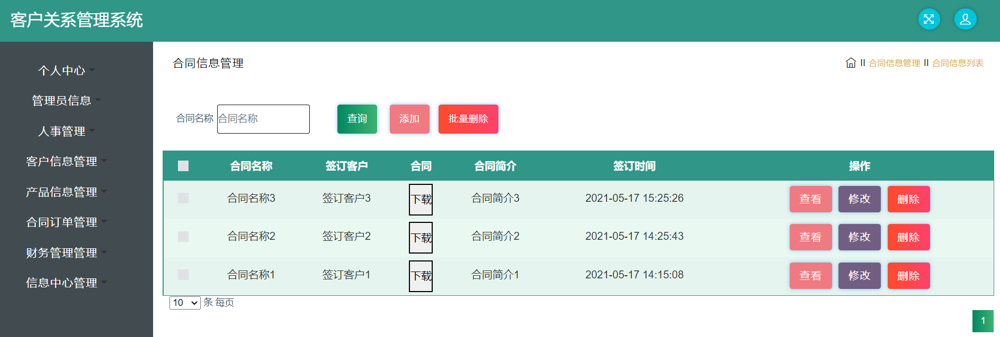 客户关系管理系统
个人中心
管理员信息
人事管理
客户信息管理
产品信息管理
合同订单管理
财务管理管理
信息中心管理
合同信息管理
II 合同信息管理 II 合同信息列表
合同名称 合同名称 查询 添加 批量删除
合同名称 签订客户 合同 合同简介 签订时间 操作
合同名称3 签订客户3 下载 合同简介3 2021-05-17 15:25:26 查看 修改 删除
合同名称2 签订客户2 下载 合同简介2 2021-05-17 14:25:43 查看 修改 删除
合同名称1 签订客户1 下载 合同简介1 2021-05-17 14:15:08 查看 修改 删除
10 条 每页
1